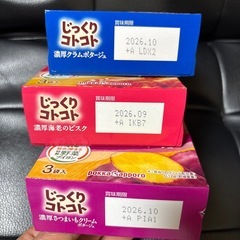 じっくり
コトコト
濃厚クラムポタージュ
賞味期限
2026.10
+A LDX2
じっくり
コトコト
濃厚海老のビスク
賞味期限
2026.09
+A IKB7
3袋入
pokka sapporo
じっくり
コトコト
濃厚さつまいもクリーム
ポタージュ
賞味期限
2026.10
+A PIA1